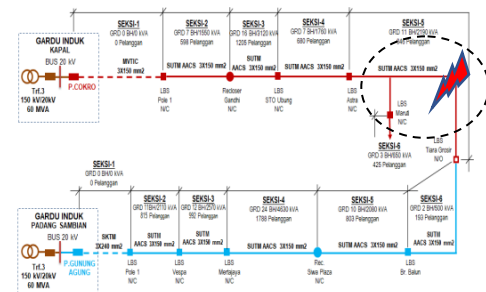 SEKSI-1
GRD 0 BH/0 kVA
0 Pelanggan
SEKSI-2
GRD 7 BH/1550 kVA
598 Pelanggan
SEKSI-3
GRD 16 BH/3120 kVA
1205 Pelanggan
SEKSI-4
GRD 7 BH/1760 kVA
680 Pelanggan
SEKSI-5
GRD 11 BH/2190 kVA
GARDU INDUK
KAPAL
BUS 20 kV
MVTIC
3X150 mm2
SUTM AACS 3X150 mm2
SUTM
AACS 3X150 mm2
SUTM AACS 3X150 mm2
SUTM AACS 3X150 mm2
P.COKRO
Trf.3
150 kV/20kV
60 MVA
LBS
Pole 1
N/C
Recloser
Gandhi
N/C
LBS
STO Ubung
N/C
LBS
Astra
N/C
LBS
Maruti
N/C
LBS
Tiara Grosir
N/O
SEKSI-6
GRD 3 BH/650 kVA
425 Pelanggan
SEKSI-1
GRD 0 BH/0 kVA
0 Pelanggan
SEKSI-2
GRD 11BH/2110 kVA
815 Pelanggan
SEKSI-3
GRD 12 BH/2570 kVA
992 Pelanggan
SEKSI-4
GRD 24 BH/4630 kVA
1788 Pelanggan
SEKSI-5
GRD 10 BH/2080 kVA
803 Pelanggan
SEKSI-6
GRD 2 BH/500 kVA
193 Pelanggan
GARDU INDUK
PADANG SAMBIAN
BUS 20 kV
SKTM
3X240 mm2
SUTM
AACS 3X150 mm2
SUTM
AACS 3X150 mm2
SUTM AACS 3X150 mm2
SUTM AACS 3X150 mm2
SUTM
AACS 3X150 mm2
P.GUNUNG
AGUNG
Trf.3
150 kV/20kV
60 MVA
LBS
Pole 1
N/C
LBS
Vespa
N/C
LBS
Mertajaya
N/C
Rec.
Siwa Plaza
N/C
LBS
Br. Balun
N/C